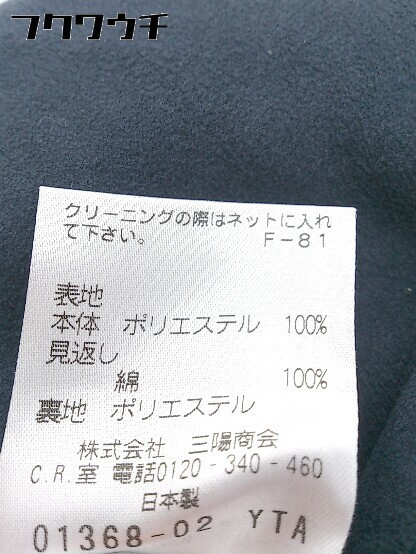 フクワウチ
クリーニングの際はネットに入れ
て下さい。 F-81
表地
本体 ポリエステル 100%
見返し
綿 100%
裏地 ポリエステル
株式会社 三陽商会
C.R.室 電話0120-340-460
日本製
01368-02 YTA